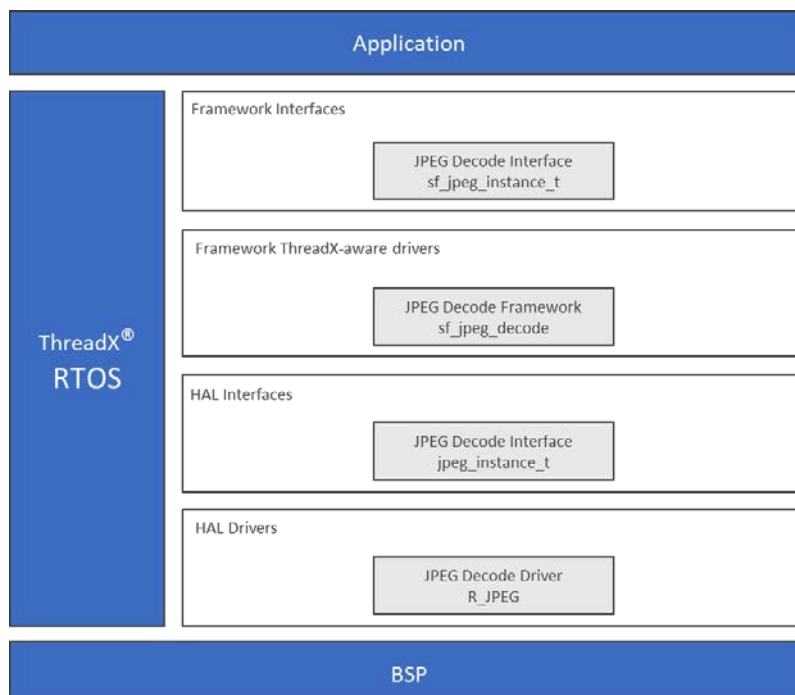 Application
Framework Interfaces
JPEG Decode Interface
sf_jpeg_instance_t
Framework ThreadX-aware drivers
JPEG Decode Framework
sf_jpeg_decode
ThreadX®
RTOS
HAL Interfaces
JPEG Decode Interface
jpeg_instance_t
HAL Drivers
JPEG Decode Driver
R_JPEG
BSP